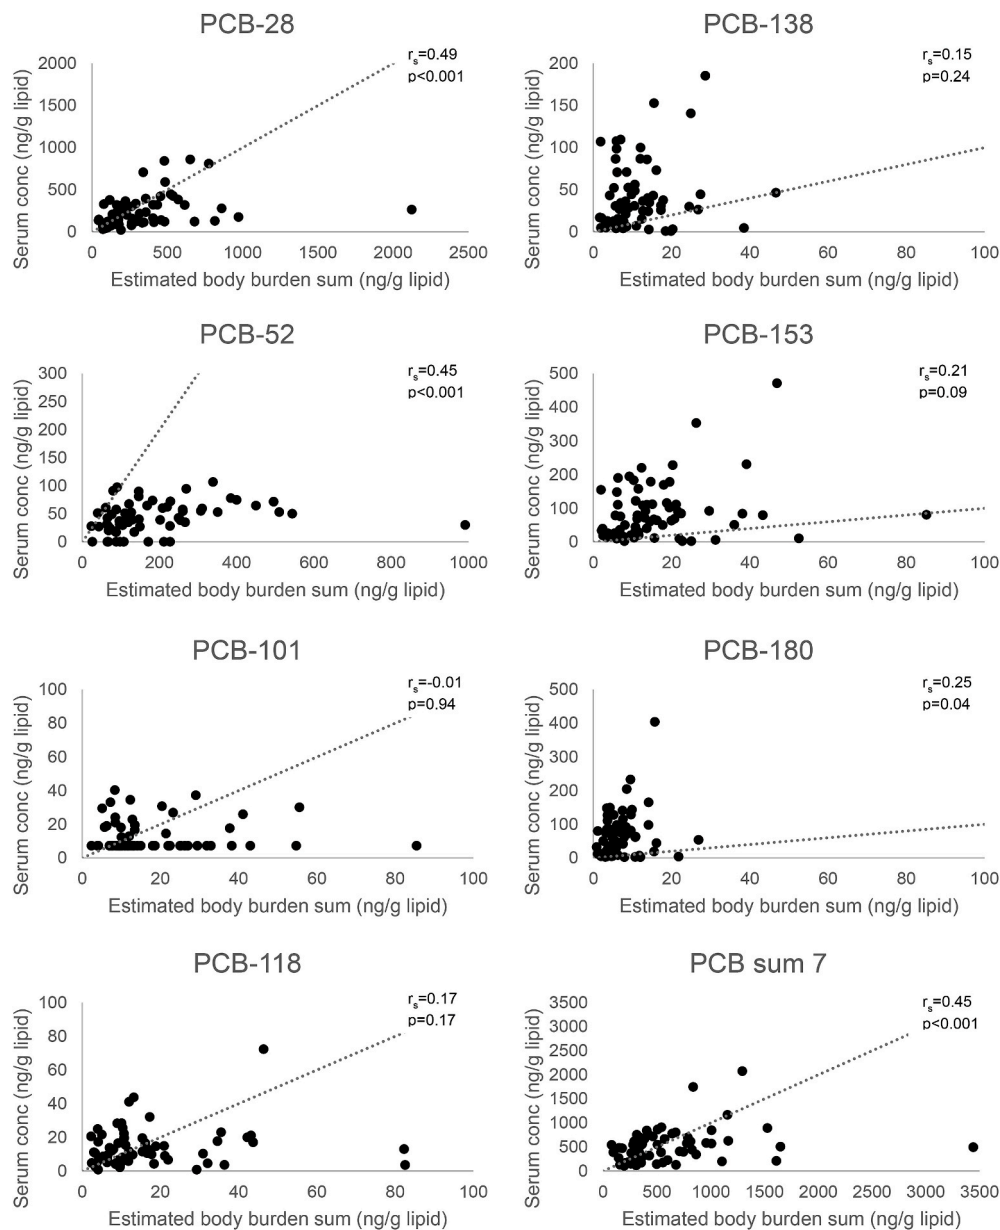 PCB-28
r_s=0.49
p<0.001
2000
1500
1000
500
0
0 500 1000 1500 2000 2500
Serum conc (ng/g lipid)
Estimated body burden sum (ng/g lipid)
PCB-138
r_s=0.15
p=0.24
200
150
100
50
0
0 20 40 60 80 100
Serum conc (ng/g lipid)
Estimated body burden sum (ng/g lipid)
PCB-52
r_s=0.45
p<0.001
300
250
200
150
100
50
0
0 200 400 600 800 1000
Serum conc (ng/g lipid)
Estimated body burden sum (ng/g lipid)
PCB-153
r_s=0.21
p=0.09
500
400
300
200
100
0
0 20 40 60 80 100
Serum conc (ng/g lipid)
Estimated body burden sum (ng/g lipid)
PCB-101
r_s=-0.01
p=0.94
100
80
60
40
20
0
0 20 40 60 80 100
Serum conc (ng/g lipid)
Estimated body burden sum (ng/g lipid)
PCB-180
r_s=0.25
p=0.04
500
400
300
200
100
0
0 20 40 60 80 100
Serum conc (ng/g lipid)
Estimated body burden sum (ng/g lipid)
PCB-118
r_s=0.17
p=0.17
100
80
60
40
20
0
0 20 40 60 80 100
Serum conc (ng/g lipid)
Estimated body burden sum (ng/g lipid)
PCB sum 7
r_s=0.45
p<0.001
3500
3000
2500
2000
1500
1000
500
0
0 500 1000 1500 2000 2500 3000 3500
Serum conc (ng/g lipid)
Estimated body burden sum (ng/g lipid)